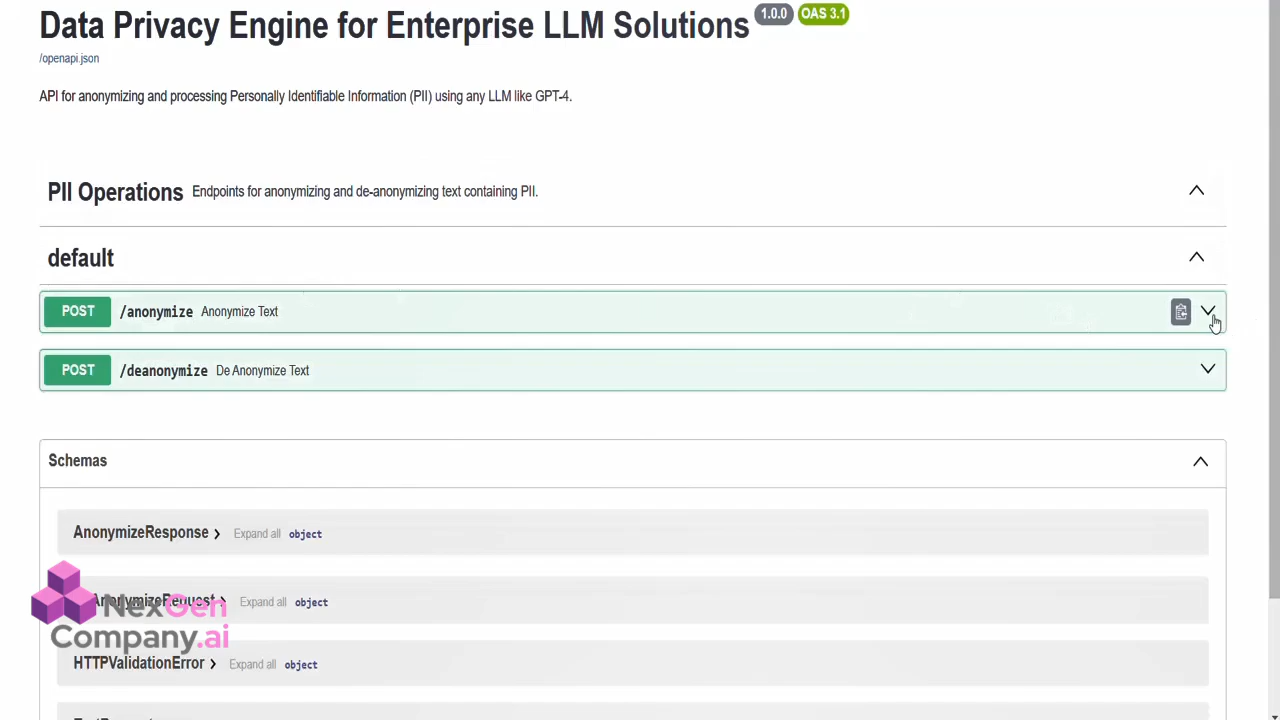 Data Privacy Engine for Enterprise LLM Solutions 1.0.0 OAS 3.1
/openapi.json
API for anonymizing and processing Personally Identifiable Information (PII) using any LLM like GPT-4.
PII Operations Endpoints for anonymizing and de-anonymizing text containing PII.
default
POST /anonymize Anonymize Text
POST /deanonymize De Anonymize Text
Schemas
AnonymizeResponse Expand all object
AnonymizeRequest Expand all object
NexGen
Company.ai
HTTPValidationError Expand all object